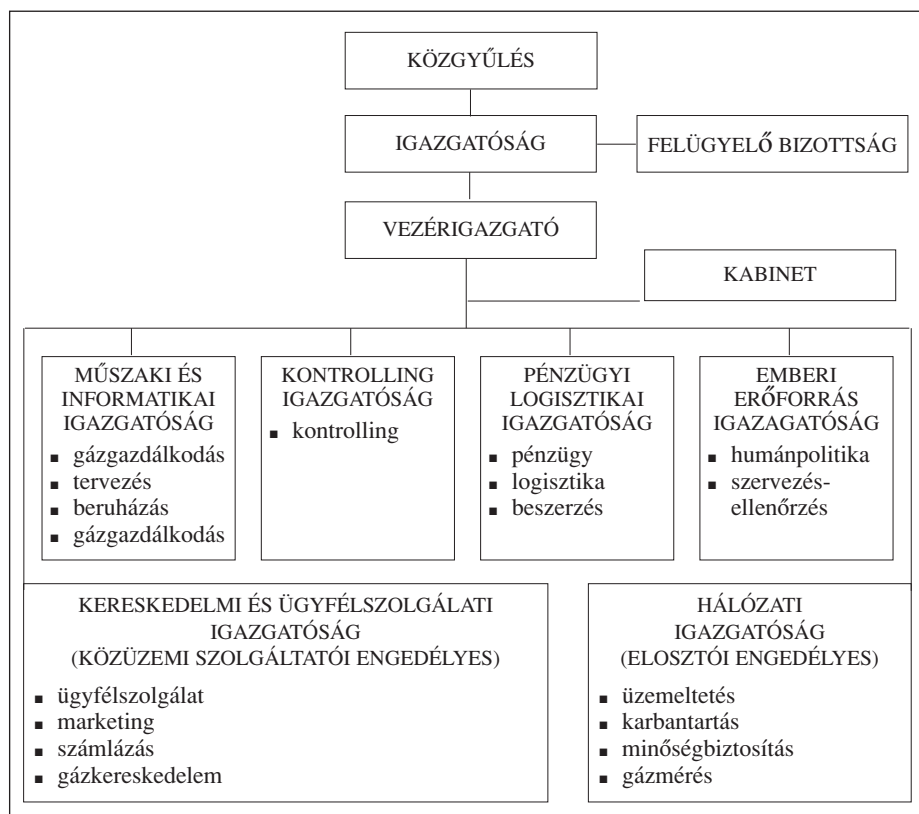 KÖZGYŰLÉS
IGAZGATÓSÁG
FELÜGYELŐ BIZOTTSÁG
VEZÉRIGAZGATÓ
KABINET
MŰSZAKI ÉS
INFORMATIKAI
IGAZGATÓSÁG
▪ gázgazdálkodás
▪ tervezés
▪ beruházás
▪ gázgazdálkodás
KONTROLLING
IGAZGATÓSÁG
▪ kontrolling
PÉNZÜGYI
LOGISZTIKAI
IGAZGATÓSÁG
▪ pénzügy
▪ logisztika
▪ beszerzés
EMBERI
ERŐFORRÁS
IGAZAGATÓSÁG
▪ humánpolitika
▪ szervezés-
ellenőrzés
KERESKEDELMI ÉS ÜGYFÉLSZOLGÁLATI
IGAZGATÓSÁG
(KÖZÜZEMI SZOLGÁLTATÓI ENGEDÉLYES)
▪ ügyfélszolgálat
▪ marketing
▪ számlázás
▪ gázkereskedelem
HÁLÓZATI
IGAZGATÓSÁG
(ELOSZTÓI ENGEDÉLYES)
▪ üzemeltetés
▪ karbantartás
▪ minőségbiztosítás
▪ gázmérés